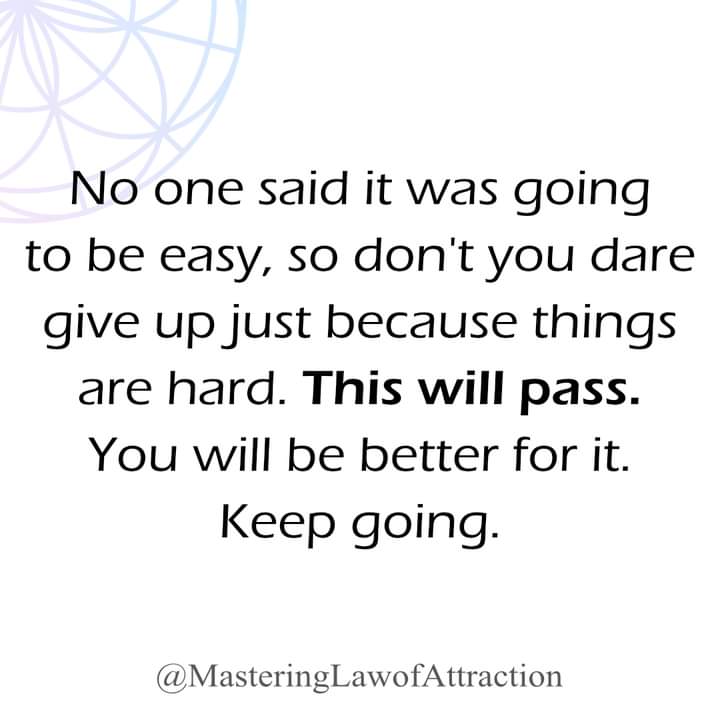 No one said it was going
to be easy, so don't you dare
give up just because things
are hard. This will pass.
You will be better for it.
Keep going.
@MasteringLawofAttraction